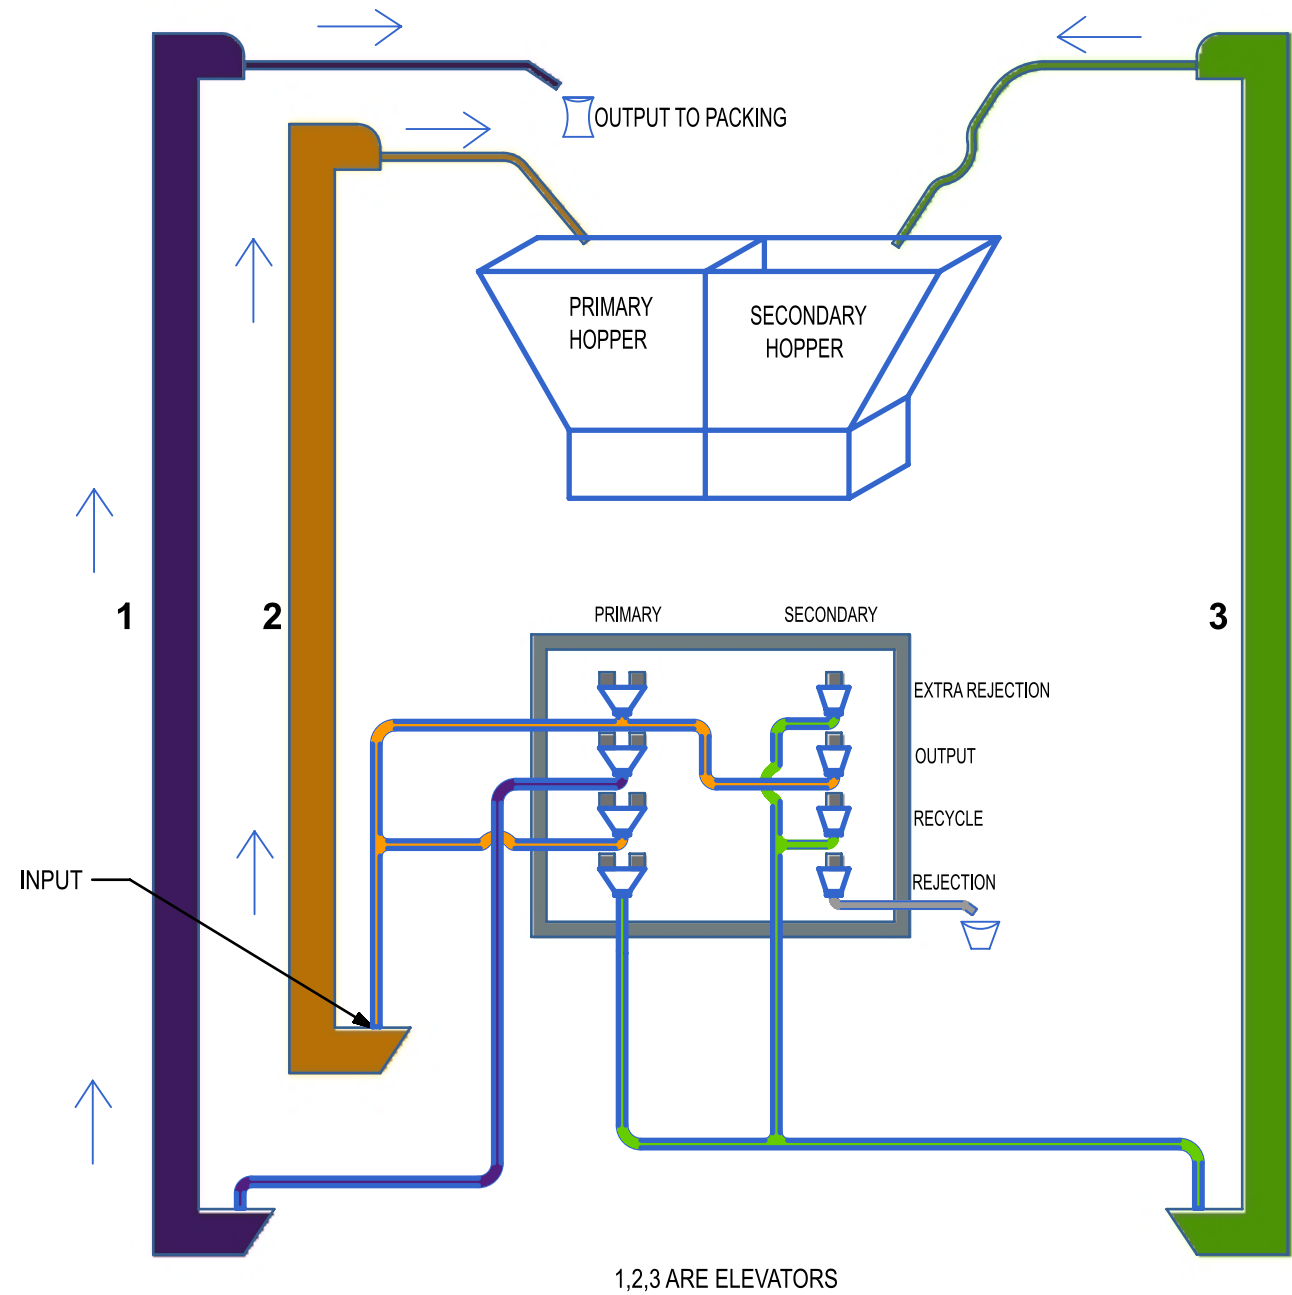 OUTPUT TO PACKING
PRIMARY
HOPPER
SECONDARY
HOPPER
1
2
3
PRIMARY
SECONDARY
EXTRA REJECTION
OUTPUT
RECYCLE
INPUT
REJECTION
1,2,3 ARE ELEVATORS